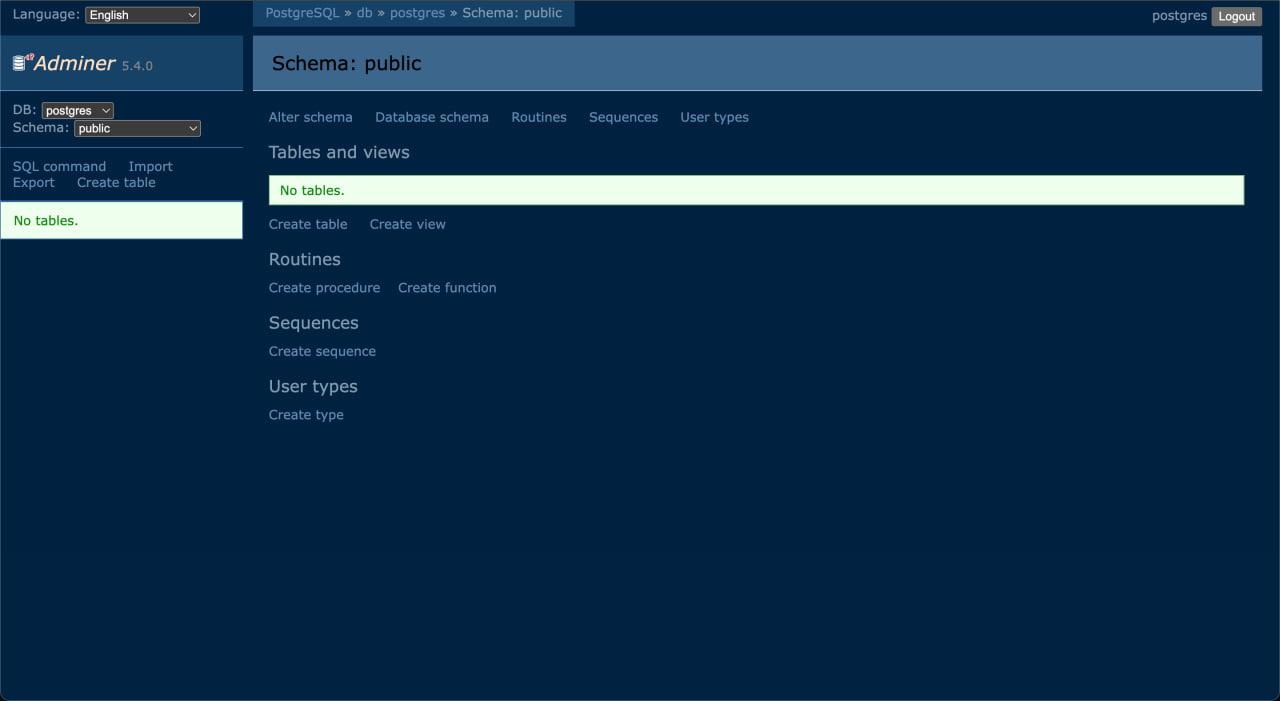 Language: English
PostgreSQL » db » postgres » Schema: public
postgres Logout
Adminer 5.4.0
Schema: public
DB: postgres
Schema: public
SQL command Import
Export Create table
No tables.
Alter schema Database schema Routines Sequences User types
Tables and views
No tables.
Create table Create view
Routines
Create procedure Create function
Sequences
Create sequence
User types
Create type